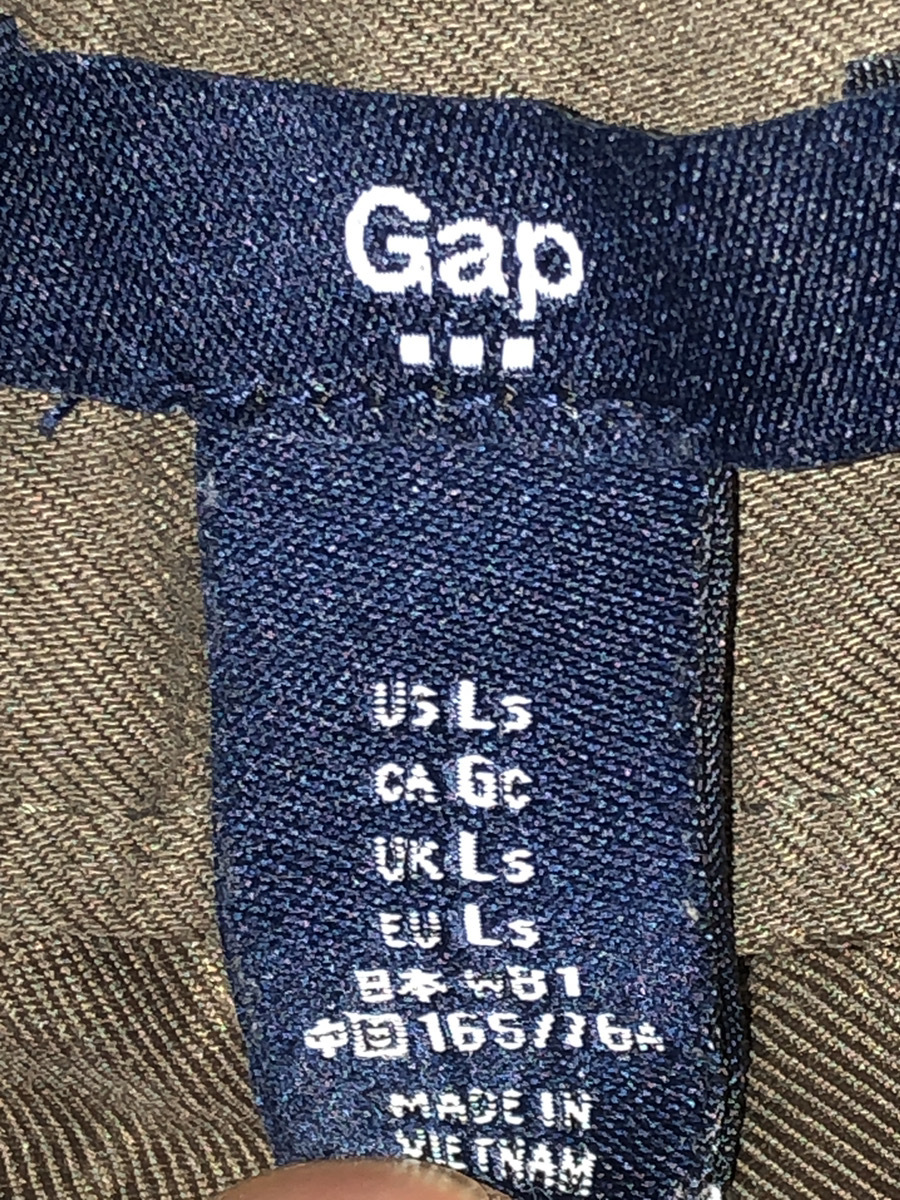 Gap
US Ls
CA Gc
UK Ls
EU Ls
日本 W81
中国 165/76A
MADE IN
VIETNAM